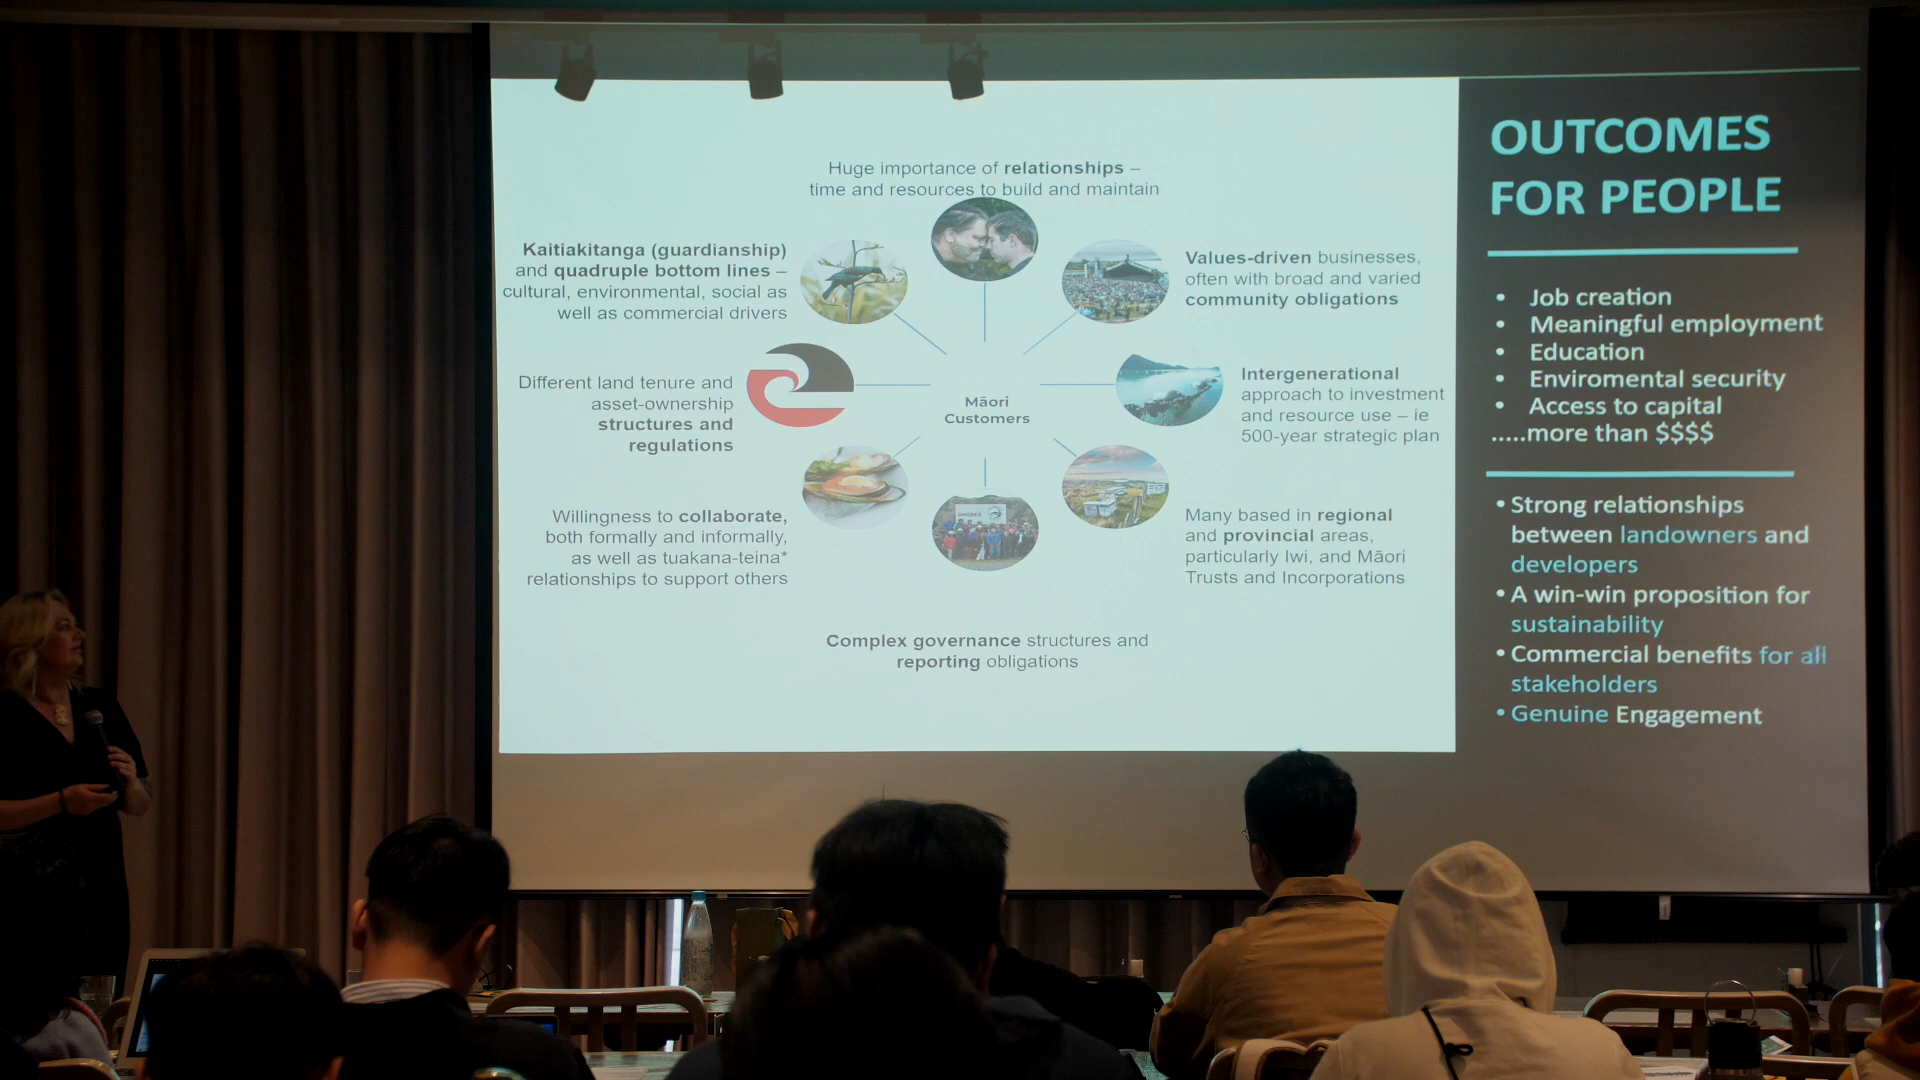 Huge importance of relationships –
time and resources to build and maintain
Kaitiakitanga (guardianship)
and quadruple bottom lines –
cultural, environmental, social as
well as commercial drivers
Values-driven businesses,
often with broad and varied
community obligations
Different land tenure and
asset-ownership
structures and
regulations
Māori
Customers
Intergenerational
approach to investment
and resource use – ie
500-year strategic plan
Willingness to collaborate,
both formally and informally,
as well as tuakana-teina*
relationships to support others
Many based in regional
and provincial areas,
particularly Iwi, and Māori
Trusts and Incorporations
Complex governance structures and
reporting obligations
OUTCOMES
FOR PEOPLE
• Job creation
• Meaningful employment
• Education
• Enviromental security
• Access to capital
.....more than $$$$
• Strong relationships
between landowners and
developers
• A win-win proposition for
sustainability
• Commercial benefits for all
stakeholders
• Genuine Engagement